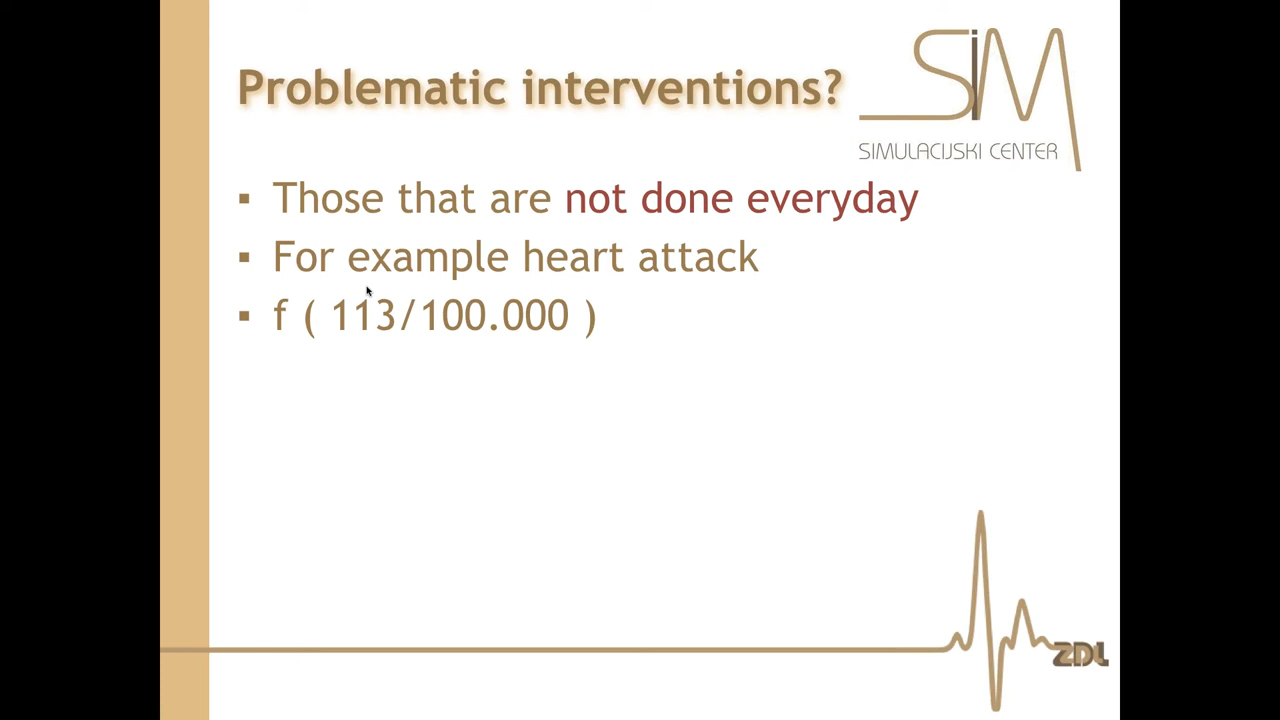 Problematic interventions?
SiM
SIMULACIJSKI CENTER
▪ Those that are not done everyday
▪ For example heart attack
▪ f ( 113/100.000 )
ZDL